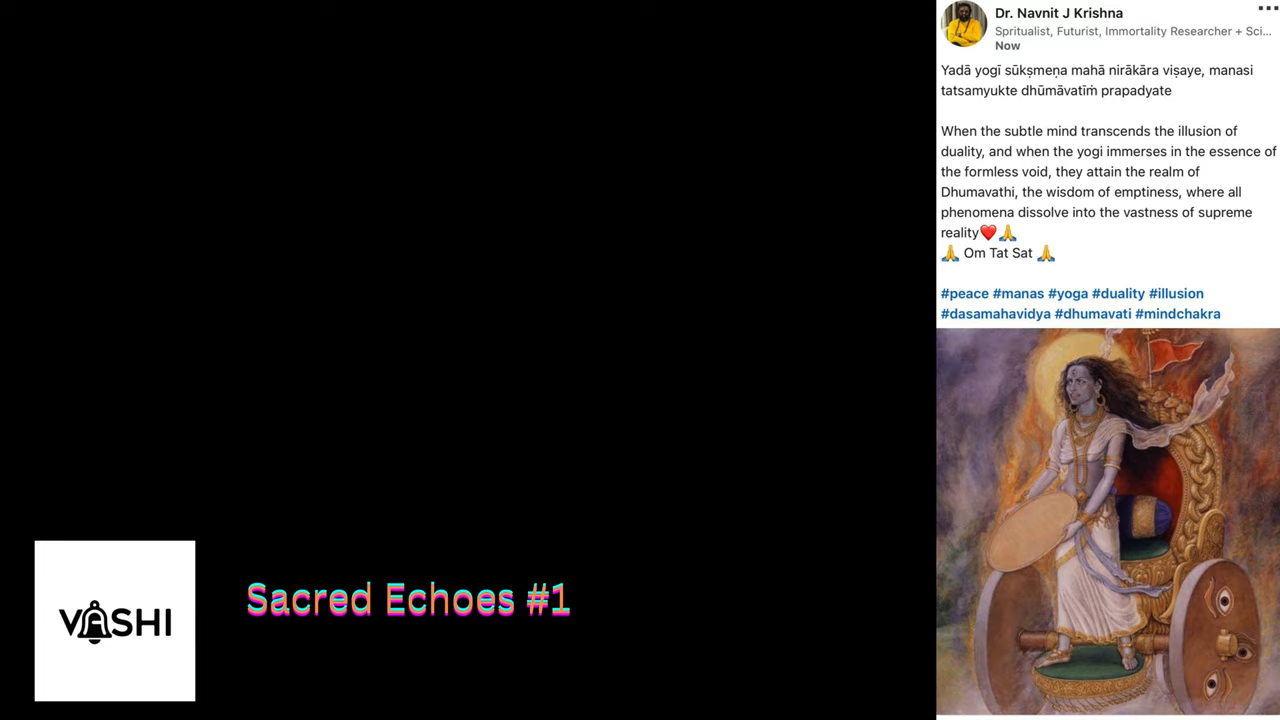 Dr. Navnit J Krishna
Spritualist, Futurist, Immortality Researcher + Sci...
Now
Yadā yogī sūkṣmeṇa mahā nirākāra viṣaye, manasi
tatsamyukte dhūmāvatīṁ prapadyate
When the subtle mind transcends the illusion of
duality, and when the yogi immerses in the essence of
the formless void, they attain the realm of
Dhumavathi, the wisdom of emptiness, where all
phenomena dissolve into the vastness of supreme
reality❤️🙏
🙏 Om Tat Sat 🙏
#peace #manas #yoga #duality #illusion
#dasamahavidya #dhumavati #mindchakra
VASHI
Sacred Echoes #1